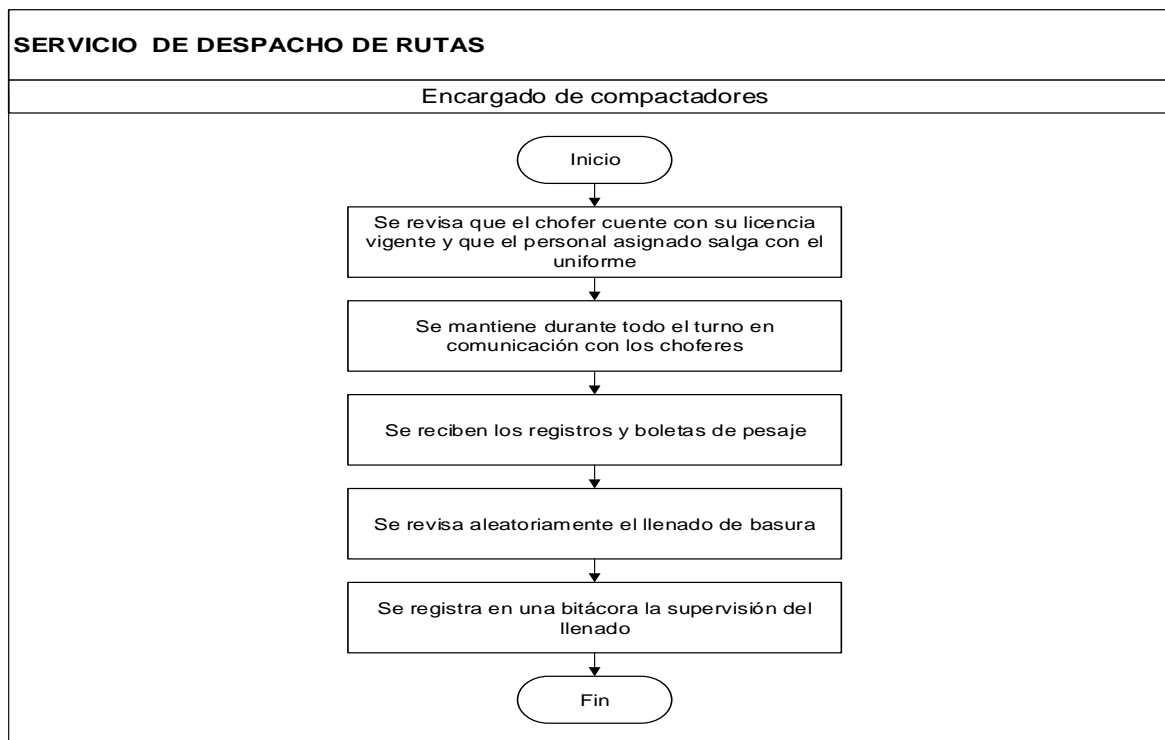 SERVICIO DE DESPACHO DE RUTAS
Encargado de compactadores
Inicio
Se revisa que el chofer cuente con su licencia
vigente y que el personal asignado salga con el
uniforme
Se mantiene durante todo el turno en
comunicación con los choferes
Se reciben los registros y boletas de pesaje
Se revisa aleatoriamente el llenado de basura
Se registra en una bitácora la supervisión del
llenado
Fin